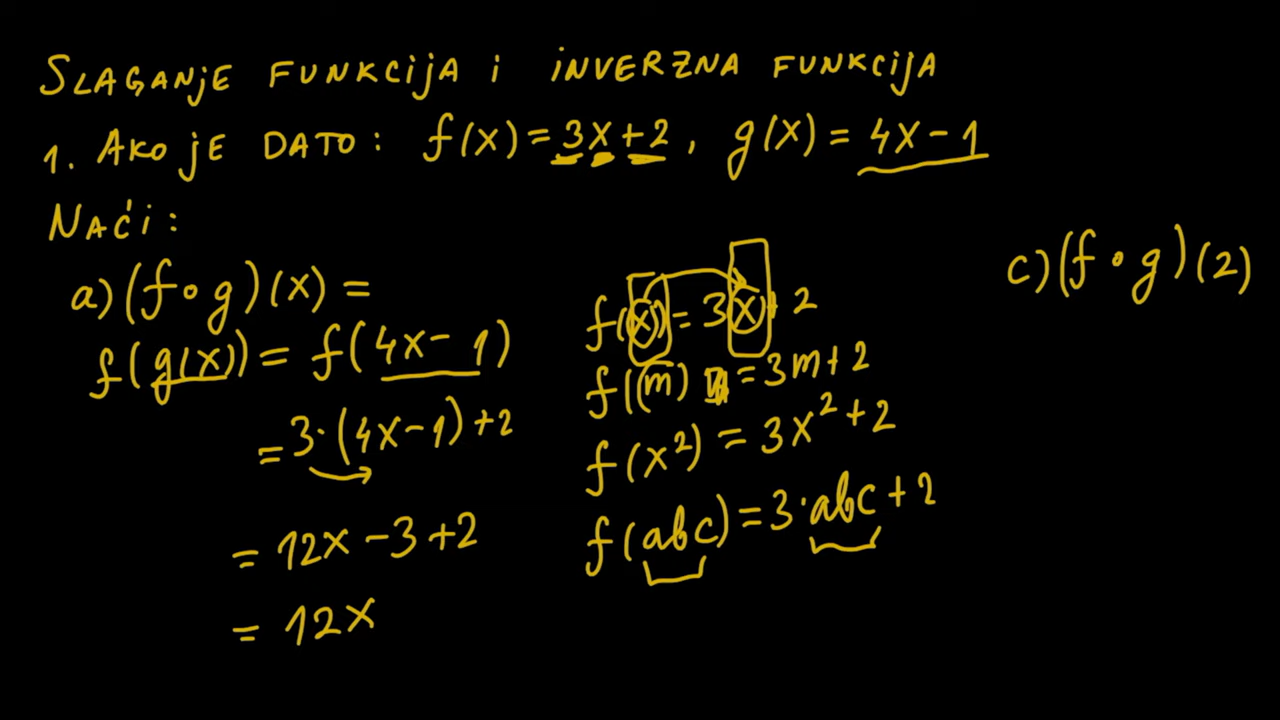 SLAGANJE FUNKCIJA I INVERZNA FUNKCIJA
1. AKO JE DATO: f(x) = 3x+2, g(x) = 4x-1
NAĆI:
a) (f∘g)(x) =
f(g(x)) = f(4x-1)
= 3·(4x-1)+2
= 12x-3+2
= 12x
f(x) = 3x+2
f(m) = 3m+2
f(x²) = 3x²+2
f(abc) = 3·abc+2
c) (f∘g)(2)